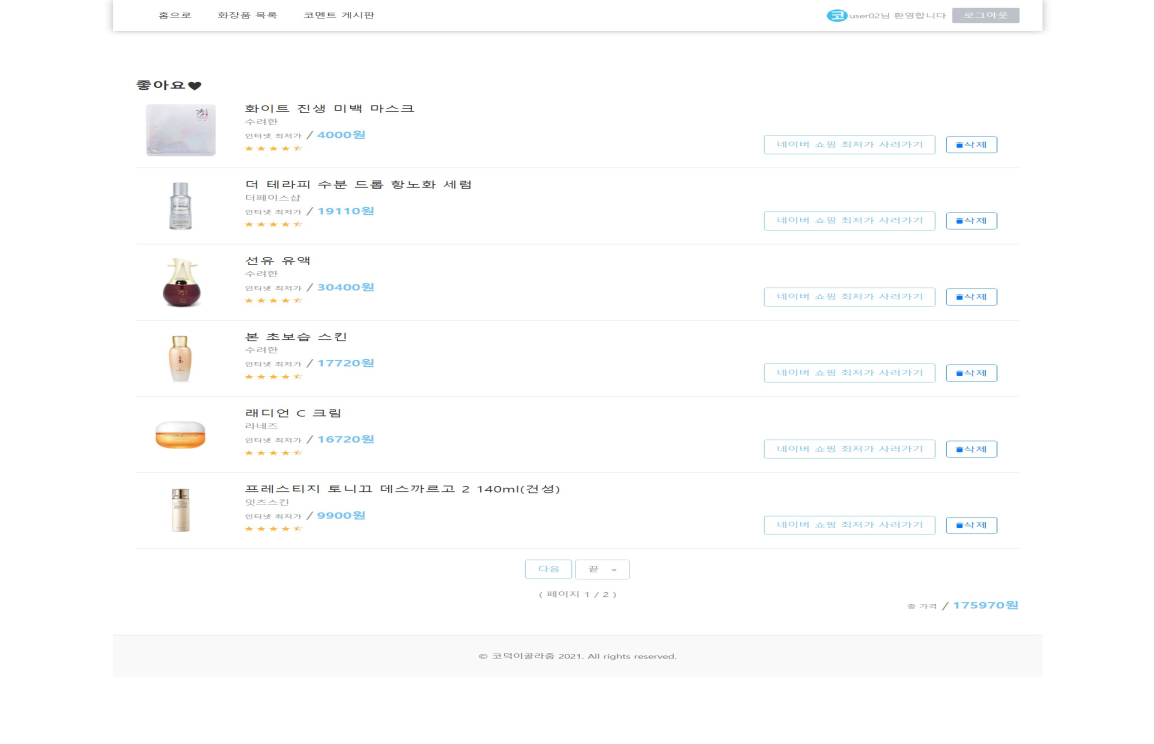 홈으로 화장품 목록 코멘트 게시판 코 user02님 환영합니다 로그아웃
좋아요♥
화이트 진생 미백 마스크
수려한
인터넷 최저가 / 4000원
네이버 쇼핑 최저가 사러가기 삭제
더 테라피 수분 드롭 항노화 세럼
더페이스샵
인터넷 최저가 / 19110원
네이버 쇼핑 최저가 사러가기 삭제
선유 유액
수려한
인터넷 최저가 / 30400원
네이버 쇼핑 최저가 사러가기 삭제
본 초보습 스킨
수려한
인터넷 최저가 / 17720원
네이버 쇼핑 최저가 사러가기 삭제
래디언 C 크림
라네즈
인터넷 최저가 / 16720원
네이버 쇼핑 최저가 사러가기 삭제
프레스티지 토니끄 데스까르고 2 140ml(건성)
잇츠스킨
인터넷 최저가 / 9900원
네이버 쇼핑 최저가 사러가기 삭제
다음 끝 »
( 페이지 1 / 2 )
총 가격 / 175970원
© 코덕이골라줌 2021. All rights reserved.